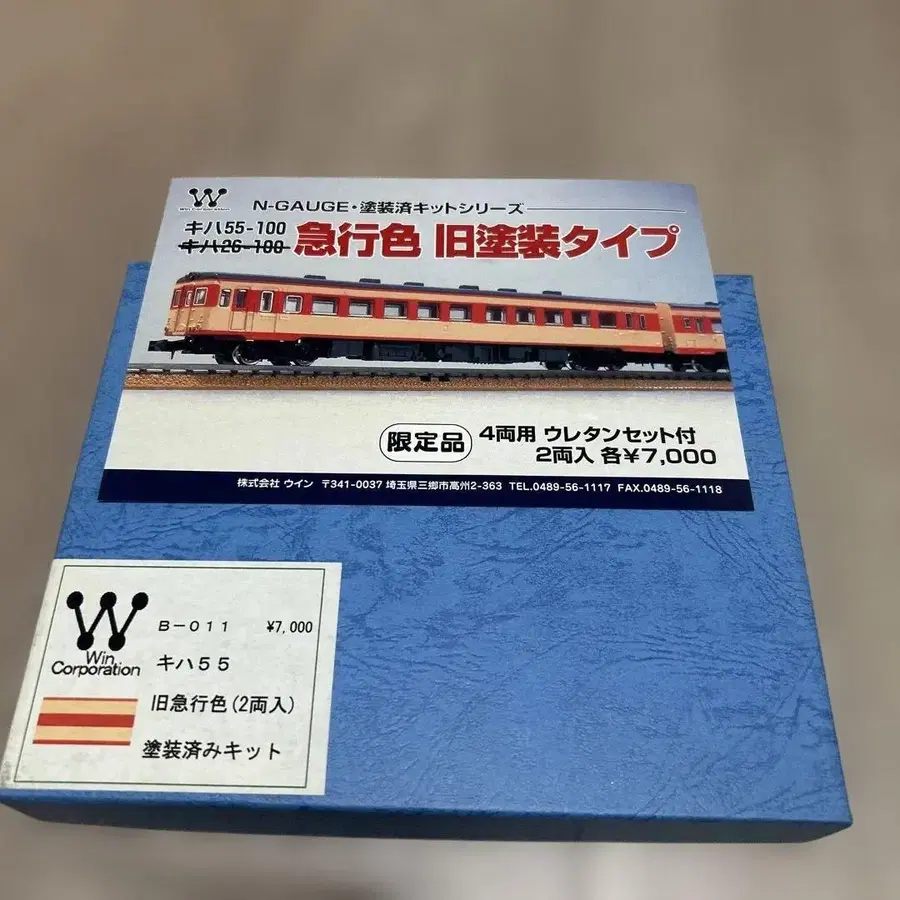 W
N-GAUGE・塗装済キットシリーズ
キハ55-100
キハ26-100
急行色 旧塗装タイプ
限定品
4両用 ウレタンセット付
2両入 各¥7,000
株式会社 ウイン 〒341-0037 埼玉県三郷市高州2-363 TEL.0489-56-1117 FAX.0489-56-1118
W
Win
Corporation
B-011 ¥7,000
キハ55
旧急行色(2両入)
塗装済みキット